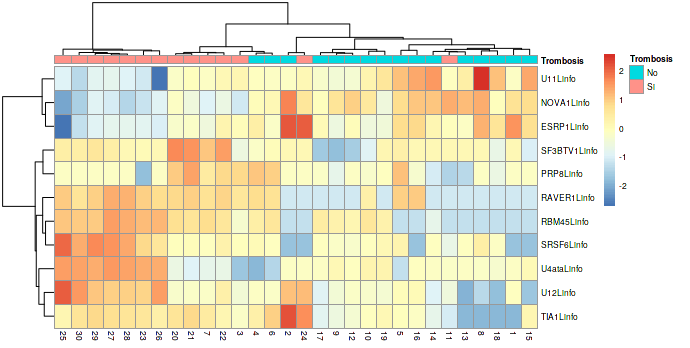 Trombosis
U11Linfo
NOVA1Linfo
ESRP1Linfo
SF3BTV1Linfo
PRP8Linfo
RAVER1Linfo
RBM45Linfo
SRSF6Linfo
U4ataLinfo
U12Linfo
TIA1Linfo
25 30 29 27 28 23 26 20 21 7 22 3 4 6 2 24 17 9 12 10 19 5 16 14 11 13 8 18 1 15
2
1
0
-1
-2
Trombosis
No
SI